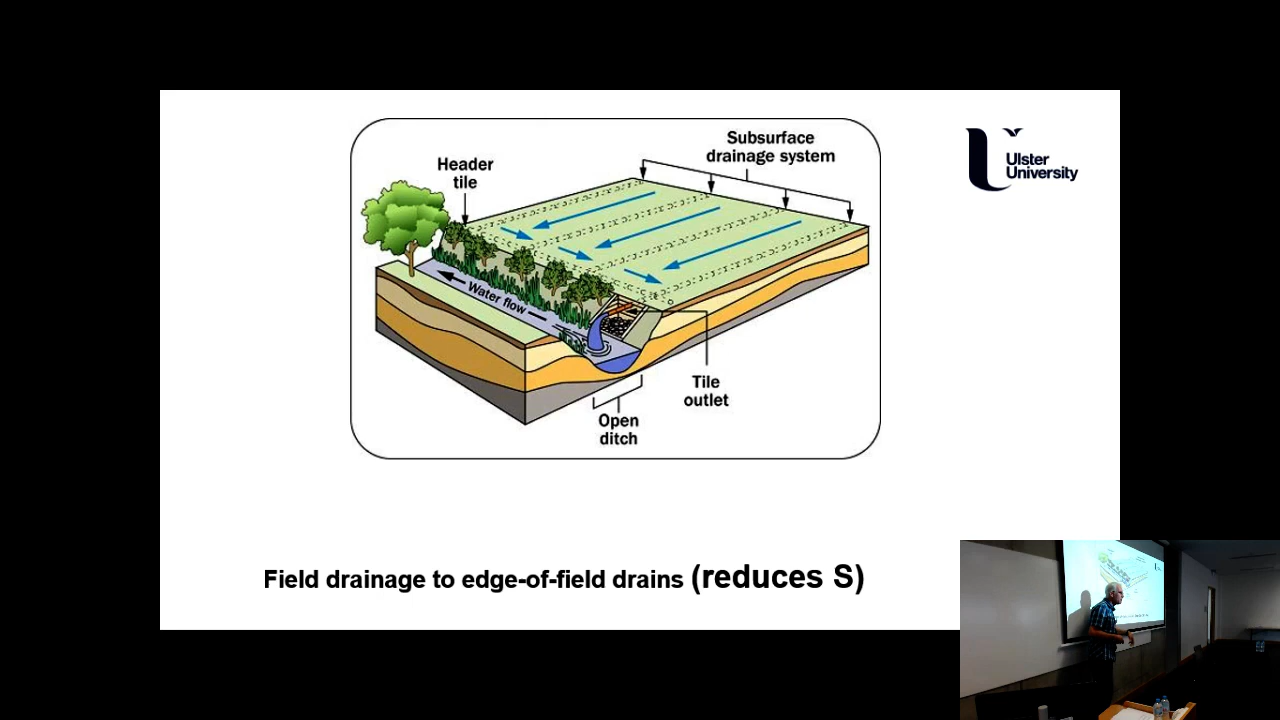 Subsurface
drainage system
Header
tile
Ulster
University
Water flow
Tile
outlet
Open
ditch
Field drainage to edge-of-field drains (reduces S)